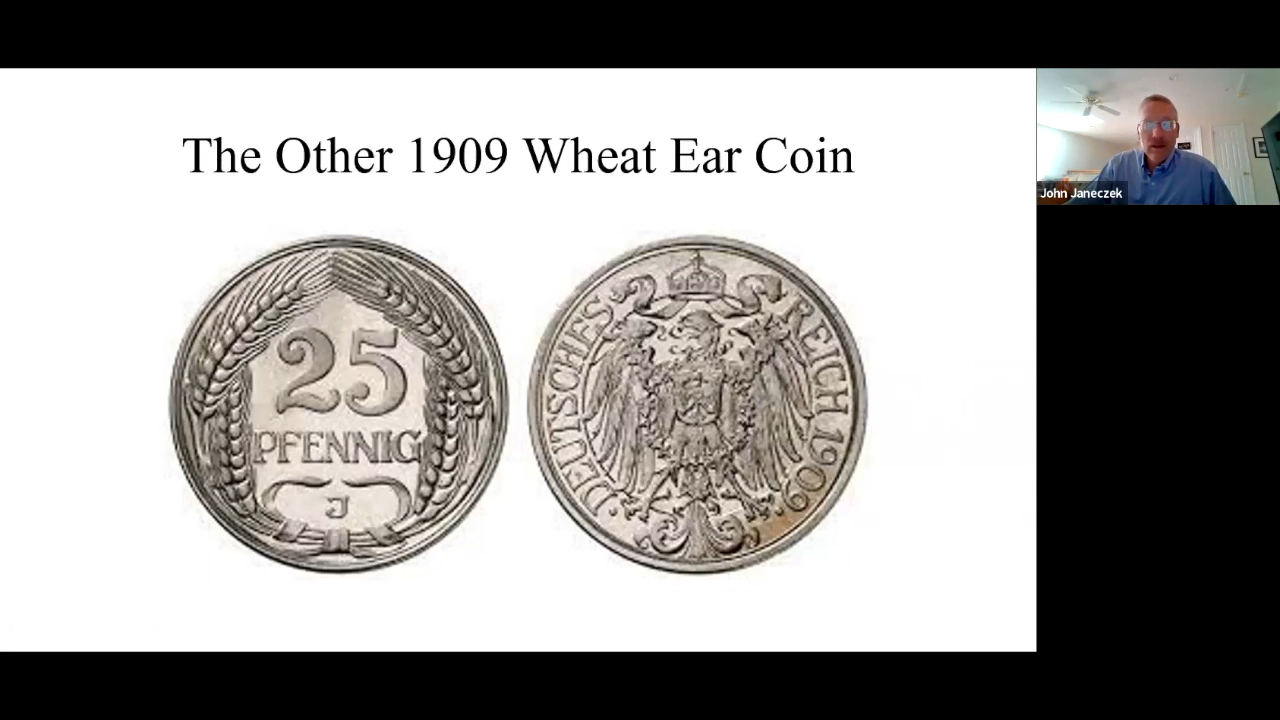 The Other 1909 Wheat Ear Coin
John Janeczek
25
PFENNIG
J
DEUTSCHES REICH 1909